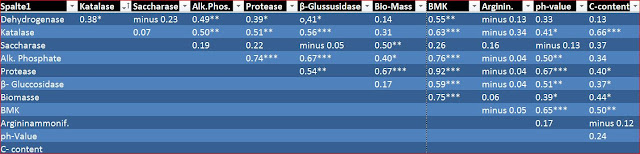 Spalte1 Katalase Saccharase Alk.Phos. Protease β-Glussusidase Bio-Mass BMK Arginin. ph-value C-content
Dehydrogenase 0.38* minus 0.23 0.49** 0.39* o,41* 0.14 0.55** minus 0.13 0.33 0.13
Katalase 0.07 0.50** 0.51** 0.56*** 0.31 0.63*** minus 0.34 0.41* 0.66***
Saccharase 0.19 0.22 minus 0.05 0.50** 0.26 0.16 minus 0.13 0.37
Alk. Phosphate 0.74*** 0.67*** 0.40* 0.76*** minus 0.04 0.50** 0.34
Protease 0.54** 0.67*** 0.92*** minus 0.04 0.67*** 0.40*
β- Gluccosidase 0.17 0.59*** minus 0.04 0.51** 0.37*
Biomasse 0.75*** 0.06 0.39* 0.44*
BMK minus 0.05 0.65*** 0.50**
Argininammonif. 0.17 minus 0.12
ph-Value 0.24
C- content